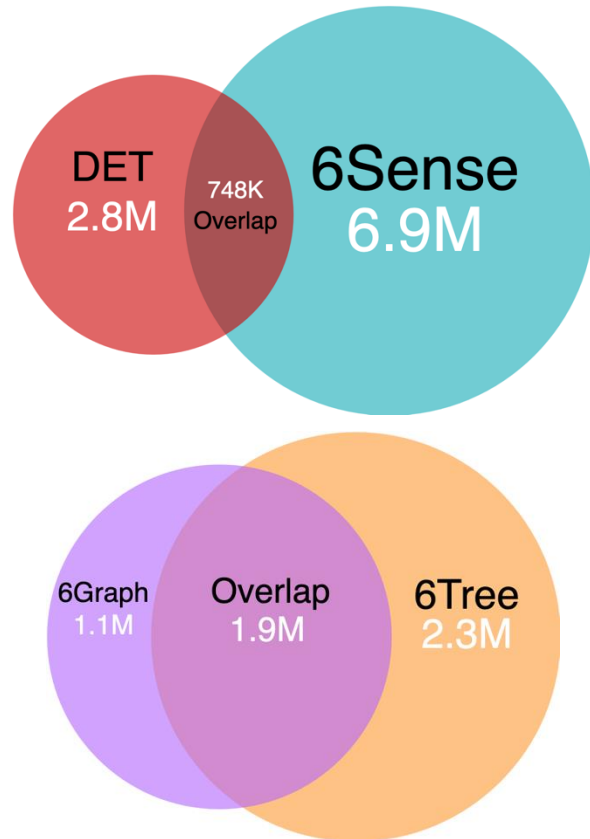 DET
2.8M
748K
Overlap
6Sense
6.9M
6Graph
1.1M
Overlap
1.9M
6Tree
2.3M